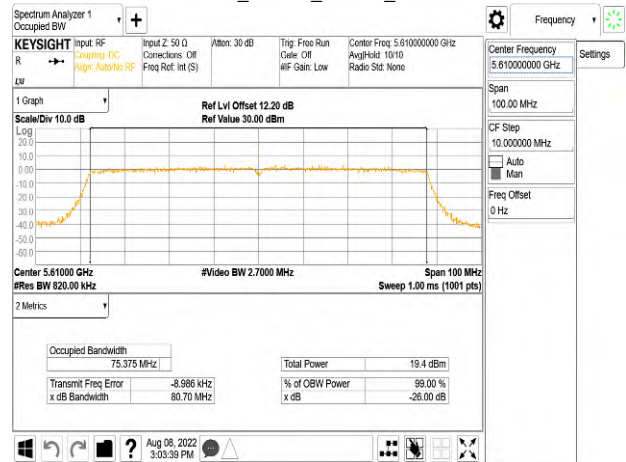 Spectrum Analyzer 1
Occupied BW
Frequency
KEYSIGHT
R
Input: RF
Coupling: DC
Align: Auto/No RF
Input Z: 50 Ω
Corrections: Off
Freq Ref: Int (S)
Atten: 30 dB
Trig: Free Run
Gate: Off
#IF Gain: Low
Center Freq: 5.610000000 GHz
Avg|Hold: 10/10
Radio Std: None
Center Frequency
5.610000000 GHz
Settings
Span
100.00 MHz
CF Step
10.000000 MHz
Auto
Man
Freq Offset
0 Hz
1 Graph
Scale/Div 10.0 dB
Ref Lvl Offset 12.20 dB
Ref Value 30.00 dBm
Log
20.0
10.0
0.00
-10.0
-20.0
-30.0
-40.0
-50.0
-60.0
Center 5.61000 GHz
#Video BW 2.7000 MHz
Span 100 MHz
#Res BW 820.00 kHz
Sweep 1.00 ms (1001 pts)
2 Metrics
Occupied Bandwidth
75.375 MHz
Total Power
19.4 dBm
Transmit Freq Error
-8.986 kHz
% of OBW Power
99.00 %
x dB Bandwidth
80.70 MHz
x dB
-26.00 dB
?
Aug 08, 2022
3:03:39 PM